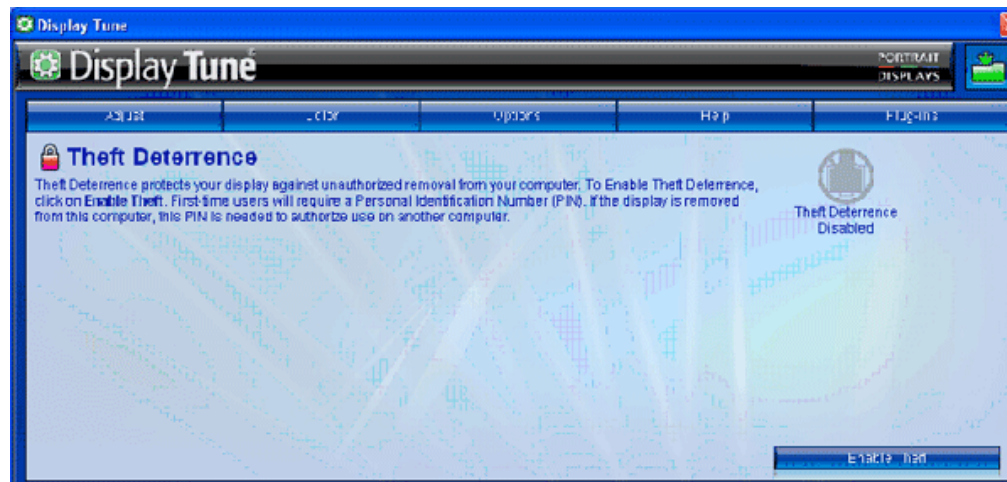 Display Tune
Display Tune
PORTRAIT
DISPLAYS
Adjust Color Options Help Plug-ins
Theft Deterrence
Theft Deterrence protects your display against unauthorized removal from your computer. To Enable Theft Deterrence,
click on Enable Theft. First-time users will require a Personal Identification Number (PIN). If the display is removed
from this computer, this PIN is needed to authorize use on another computer.
Theft Deterrence
Disabled
Enable Theft